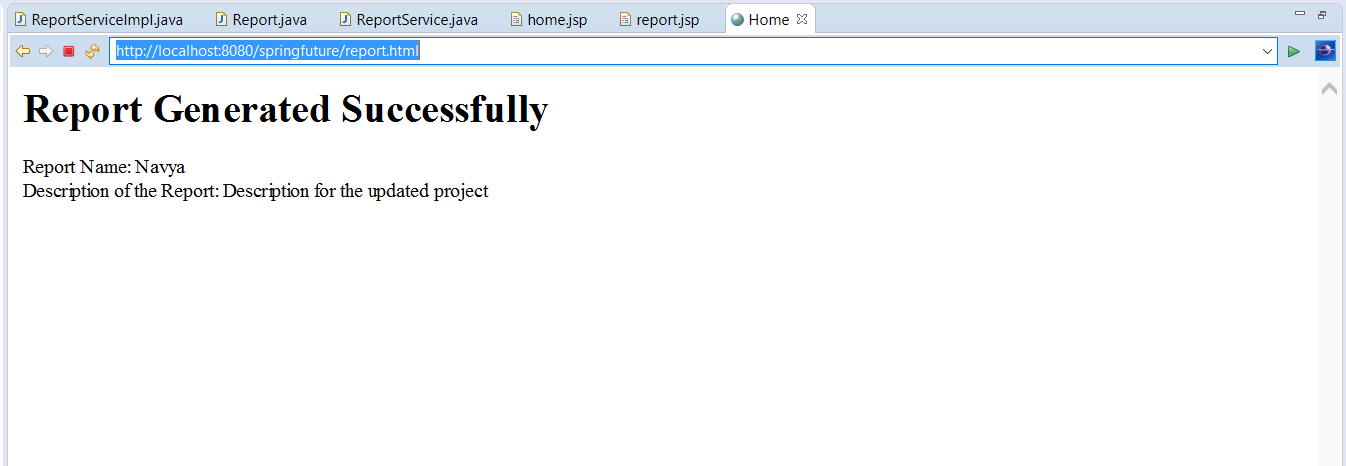 ReportServiceImpl.java Report.java ReportService.java home.jsp report.jsp Home
http://localhost:8080/springfuture/report.html
Report Generated Successfully
Report Name: Navya
Description of the Report: Description for the updated project